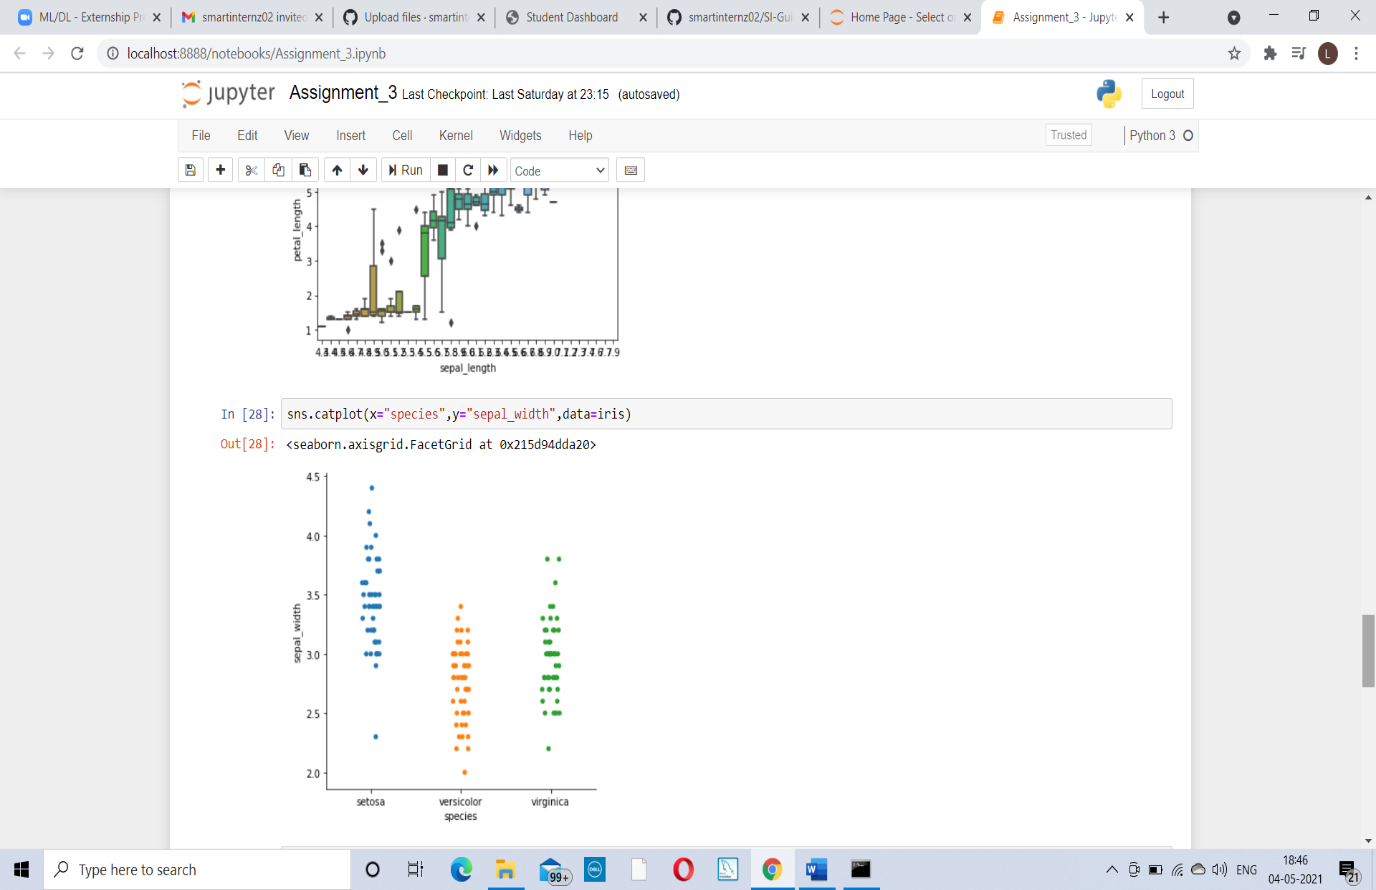 ML/DL - Externship Pr
smartinternz02 invited
Upload files · smartint
Student Dashboard
smartinternz02/SI-Gui
Home Page - Select o
Assignment_3 - Jupyte
localhost:8888/notebooks/Assignment_3.ipynb
L
jupyter Assignment_3 Last Checkpoint: Last Saturday at 23:15 (autosaved)
Logout
File Edit View Insert Cell Kernel Widgets Help
Trusted
Python 3
Run
Code
5
4
3
2
1
petal_length
sepal_length
In [28]: sns.catplot(x="species",y="sepal_width",data=iris)
Out[28]: <seaborn.axisgrid.FacetGrid at 0x215d94dda20>
4.5
4.0
3.5
3.0
2.5
2.0
sepal_width
setosa versicolor virginica
species
Type here to search
99+
DELL
ENG
18:46
04-05-2021
21